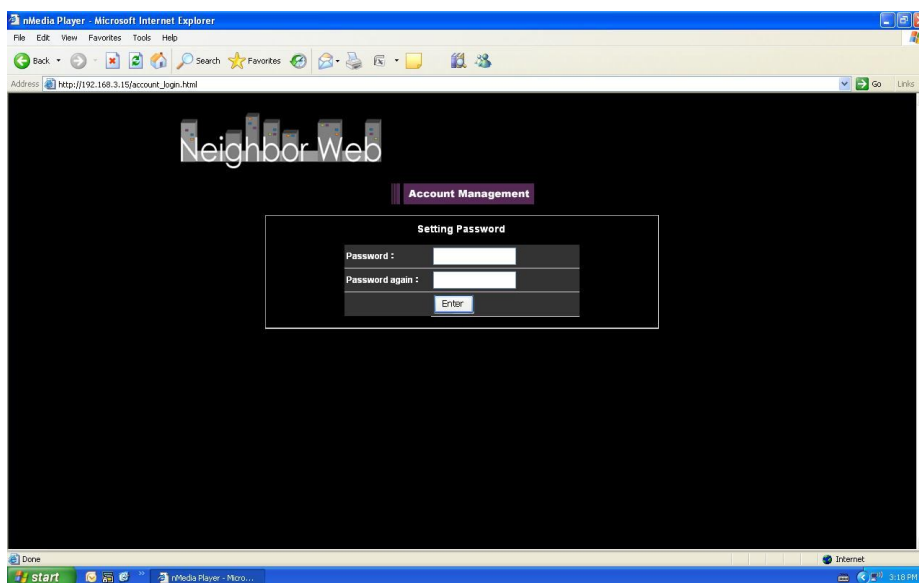 nMedia Player - Microsoft Internet Explorer
File Edit View Favorites Tools Help
Back Search Favorites
Address http://192.168.3.15/account_login.html Go Links
Neighbor Web
Account Management
Setting Password
Password :
Password again :
Enter
Done Internet
start nMedia Player - Micro... 3:18 PM